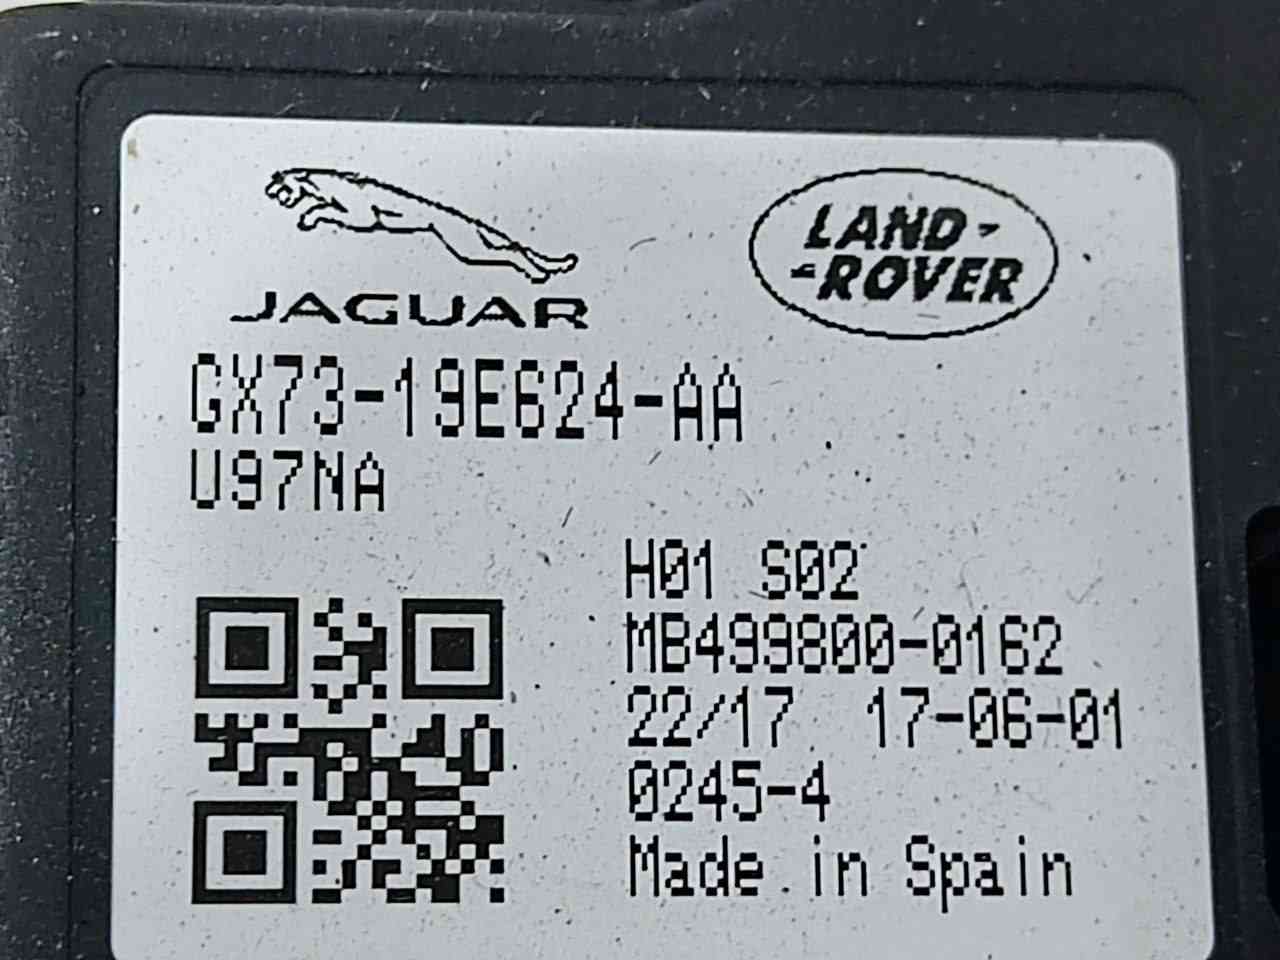 JAGUAR
LAND-
-ROVER
GX73-19E624-AA
U97NA
H01 S02
MB499800-0162
22/17 17-06-01
0245-4
Made in Spain